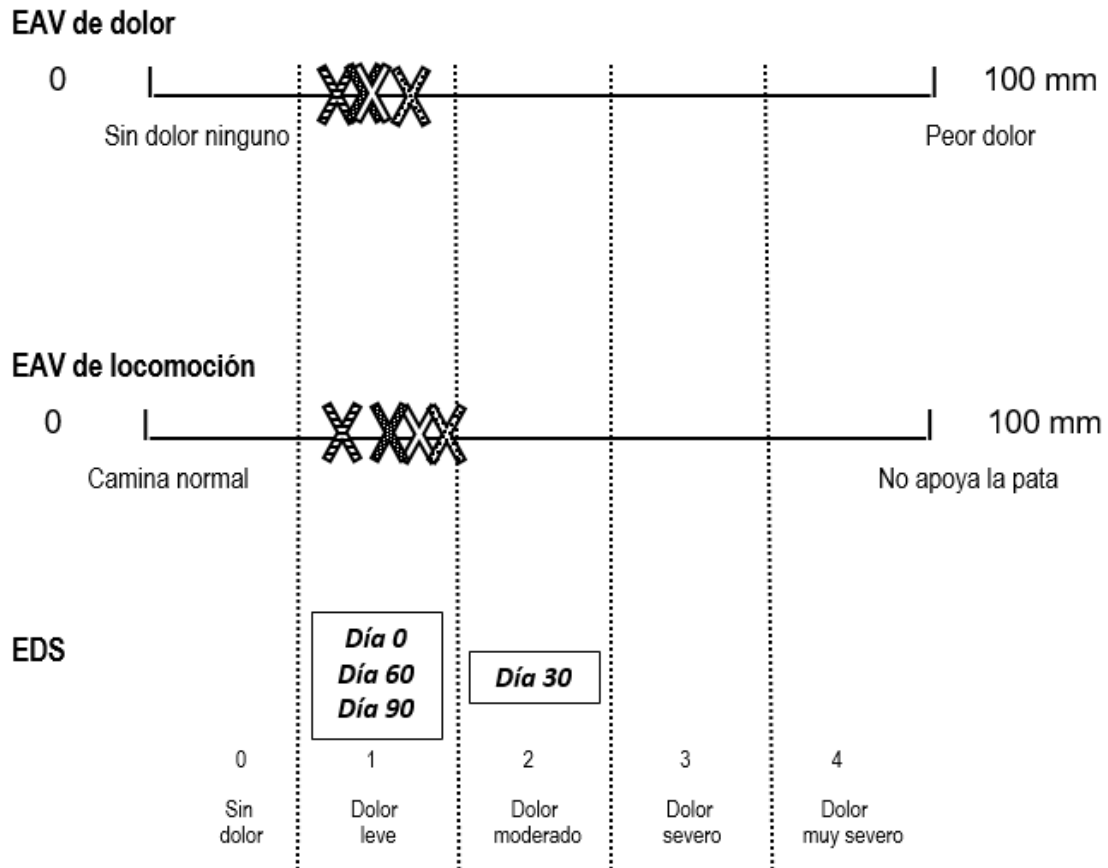 EAV de dolor
0 100 mm
Sin dolor ninguno Peor dolor
EAV de locomoción
0 100 mm
Camina normal No apoya la pata
EDS
Día 0
Día 60
Día 90
Día 30
0 1 2 3 4
Sin dolor Dolor leve Dolor moderado Dolor severo Dolor muy severo